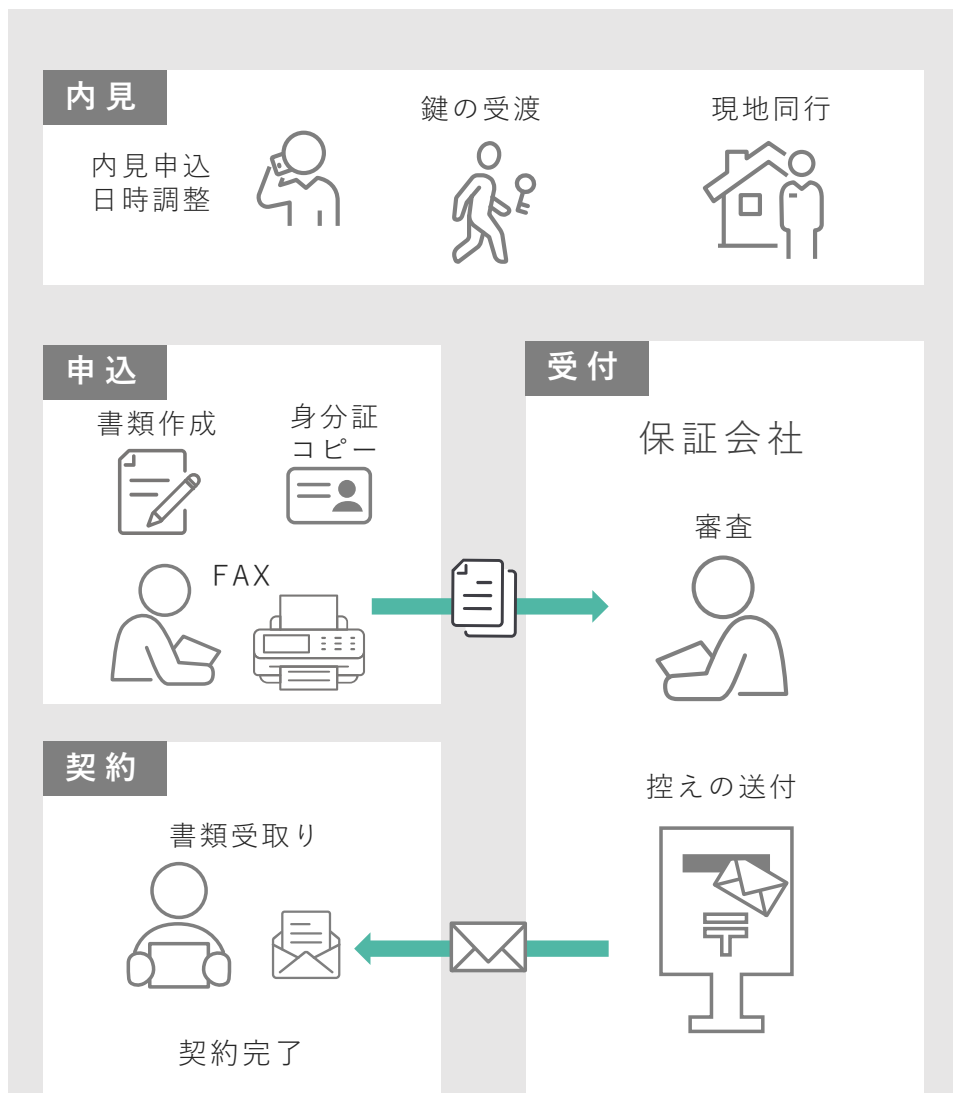 内見
内見申込
日時調整
鍵の受渡
現地同行
申込
書類作成
身分証
コピー
FAX
受付
保証会社
審査
控えの送付
〒
契約
書類受取り
契約完了